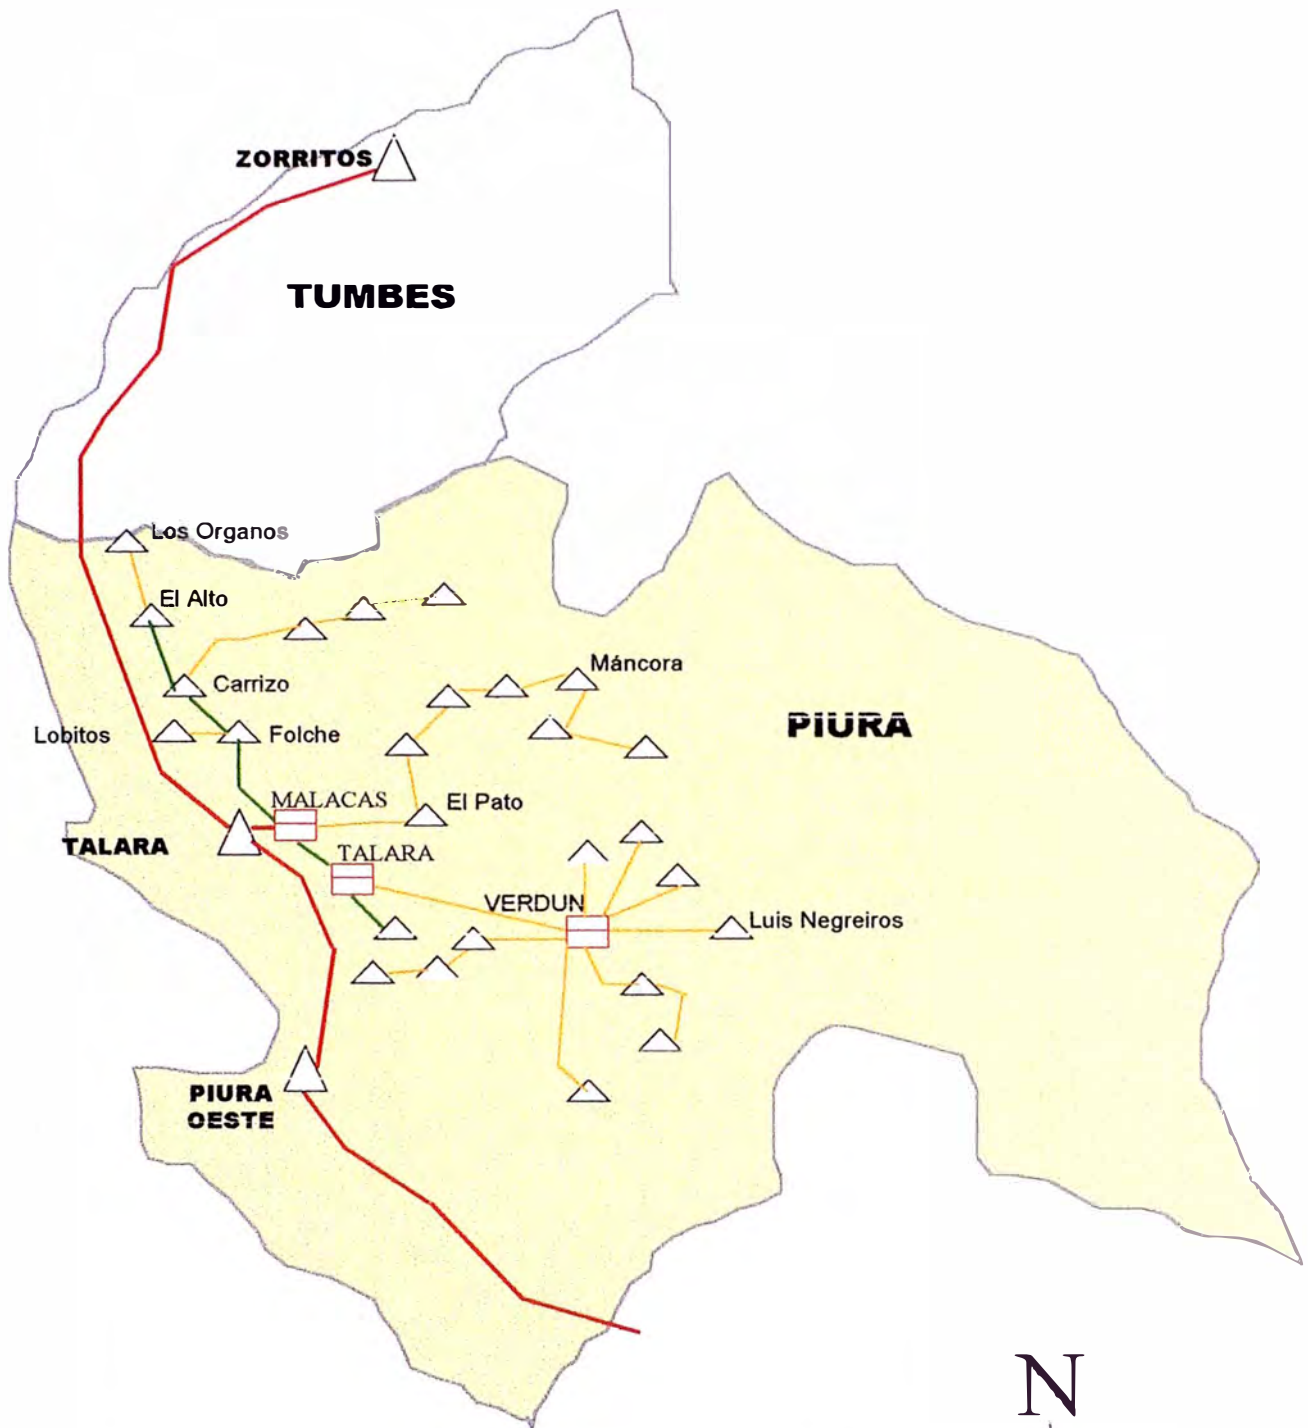 ZORRITOS
TUMBES
Los Organos
El Alto
Máncora
Carrizo
PIURA
Lobitos
Folche
MALACAS
El Pato
TALARA
TALARA
VERDUN
Luis Negreiros
PIURA
OESTE
N